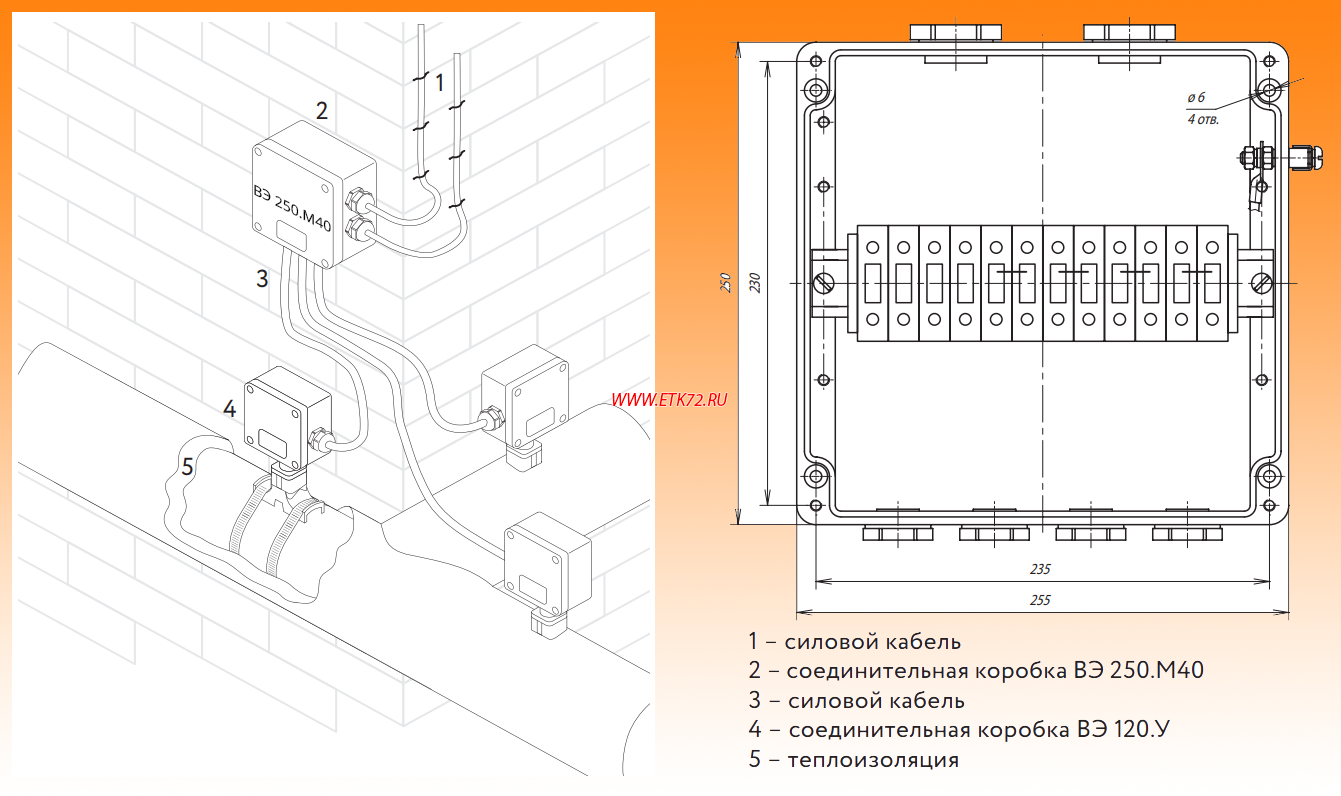 1
2
ВЭ 250.М40
3
4
5
WWW.ETK72.RU
ø 6
4 отв.
250
230
235
255
1 – силовой кабель
2 – соединительная коробка ВЭ 250.М40
3 – силовой кабель
4 – соединительная коробка ВЭ 120.У
5 – теплоизоляция